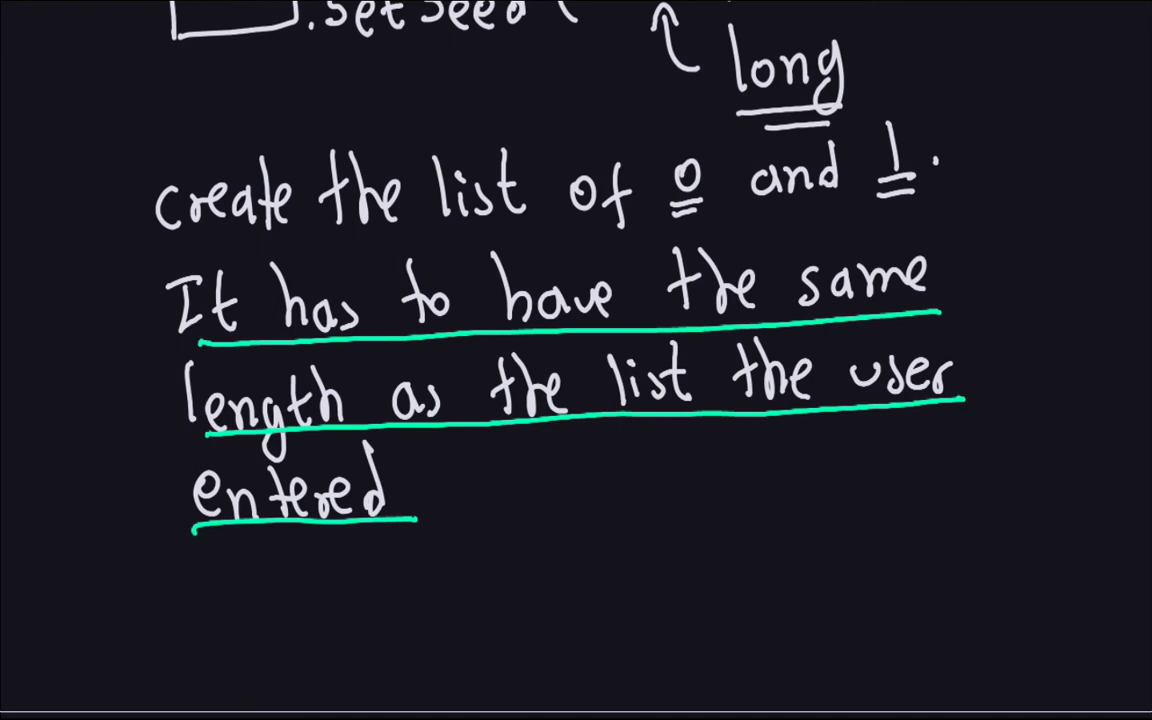 .setSeed (
long
create the list of 0 and 1.
It has to have the same
length as the list the user
entered